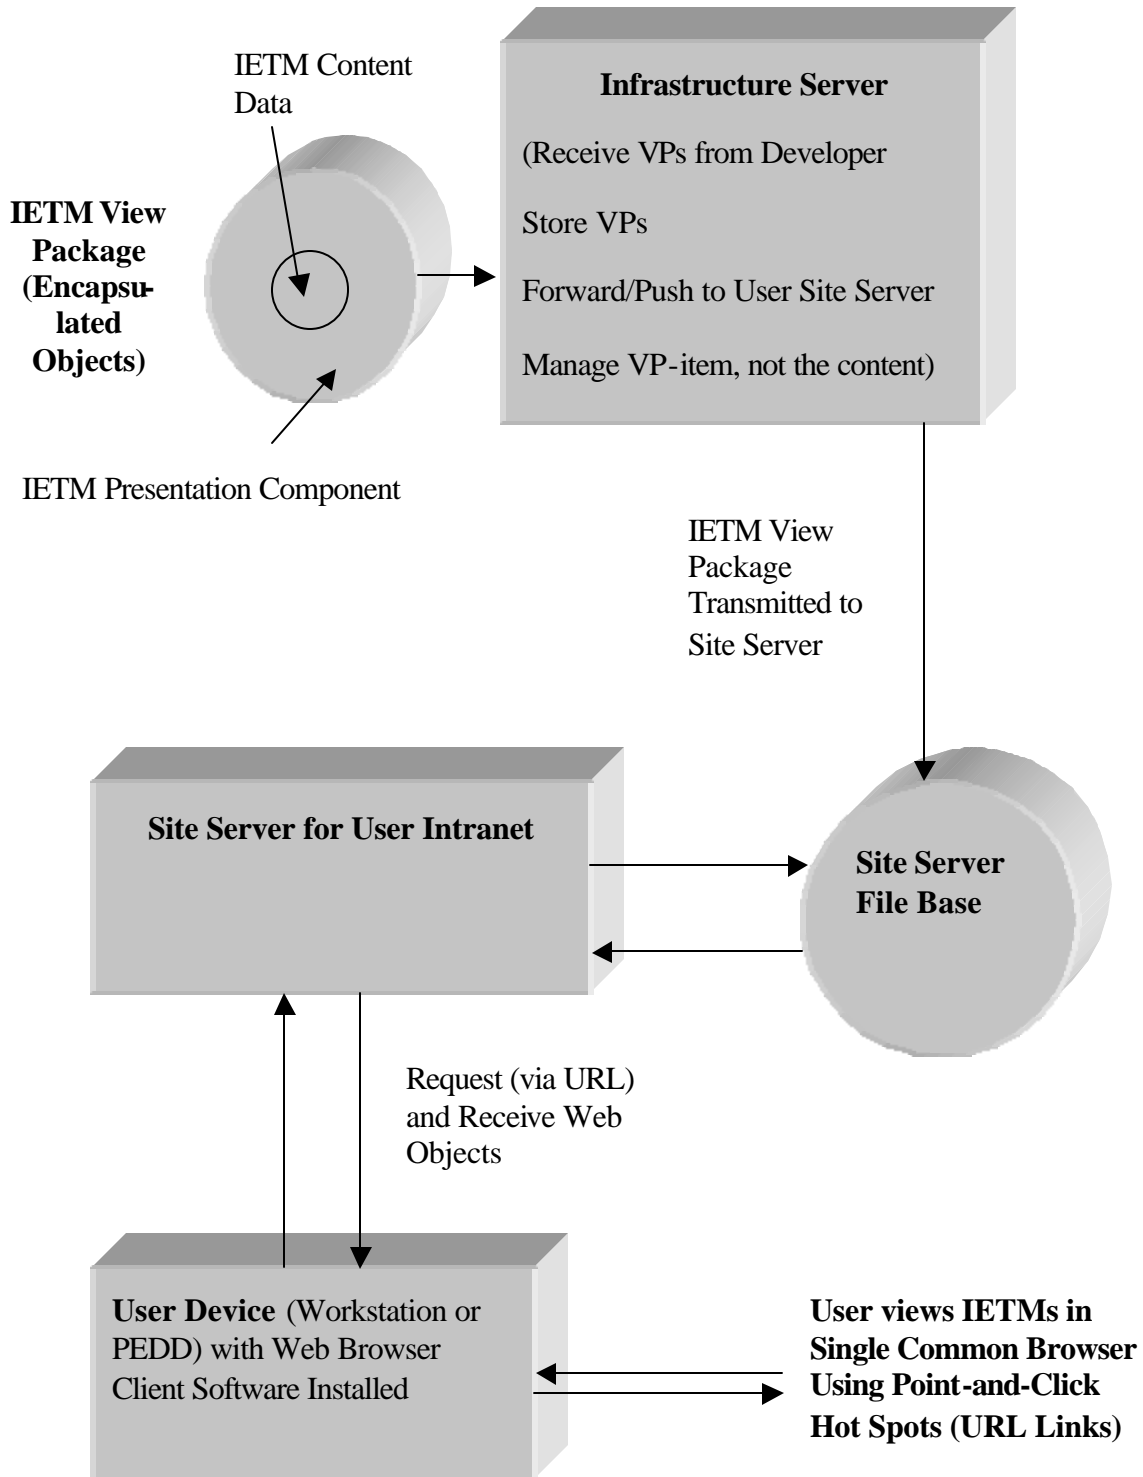 IETM Content
Data
IETM View
Package
(Encapsu-
lated
Objects)
IETM Presentation Component
Infrastructure Server
(Receive VPs from Developer
Store VPs
Forward/Push to User Site Server
Manage VP-item, not the content)
IETM View
Package
Transmitted to
Site Server
Site Server for User Intranet
Site Server
File Base
Request (via URL)
and Receive Web
Objects
User Device (Workstation or
PEDD) with Web Browser
Client Software Installed
User views IETMs in
Single Common Browser
Using Point-and-Click
Hot Spots (URL Links)